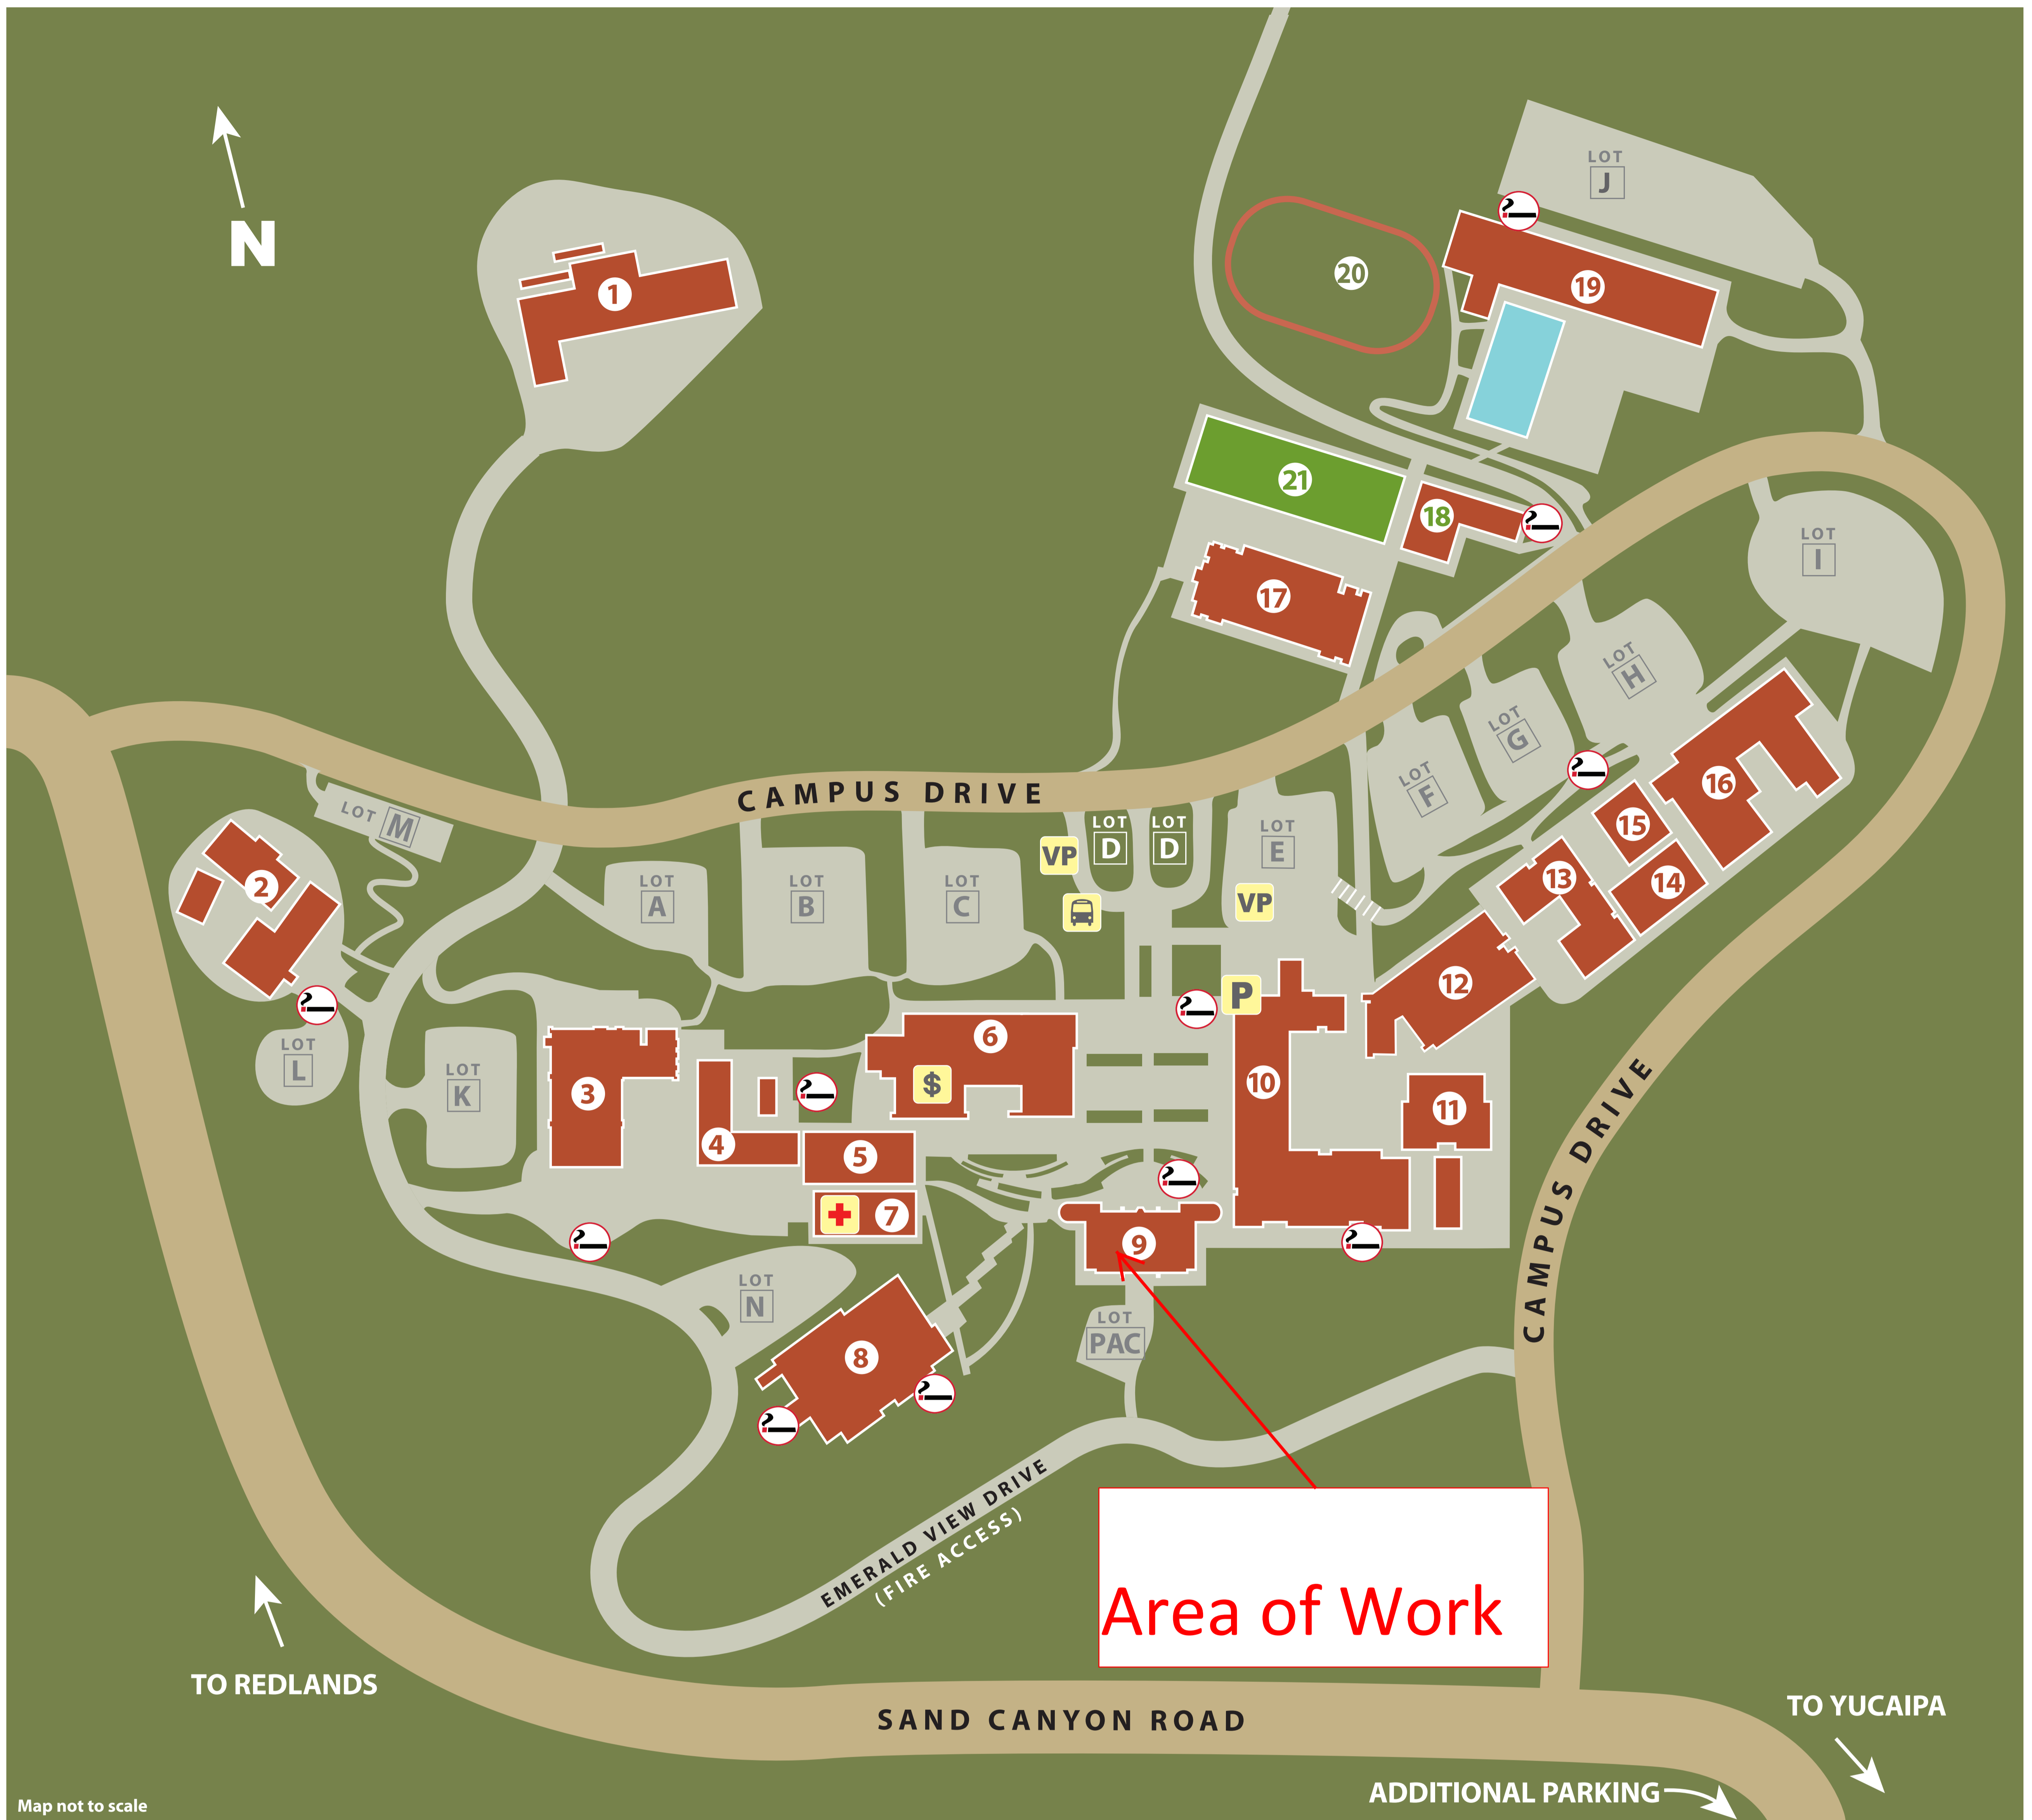 N
1
LOT
J
19
20
21
18
17
LOT
I
LOT
H
LOT
G
LOT
F
CAMPUS DRIVE
LOT
M
2
LOT
A
LOT
B
LOT
C
VP
LOT
D
LOT
D
LOT
E
VP
16
15
14
13
12
P
LOT
L
LOT
K
3
4
5
6
$
7
10
11
9
CAMPUS DRIVE
LOT
N
8
LOT
PAC
EMERALD VIEW DRIVE
(FIRE ACCESS)
Area of Work
TO REDLANDS
SAND CANYON ROAD
TO YUCAIPA
ADDITIONAL PARKING
Map not to scale